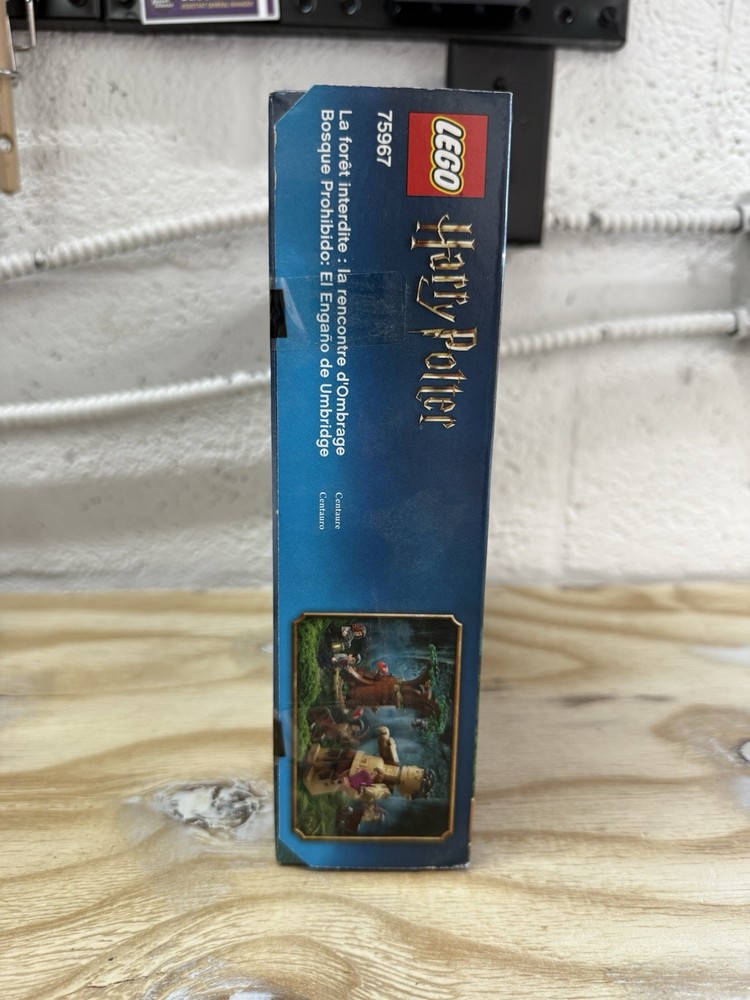 LEGO
Harry Potter
75967
La forêt interdite : la rencontre d'Ombrage
Bosque Prohibido: El Engaño de Umbridge
Centaure
Centauro